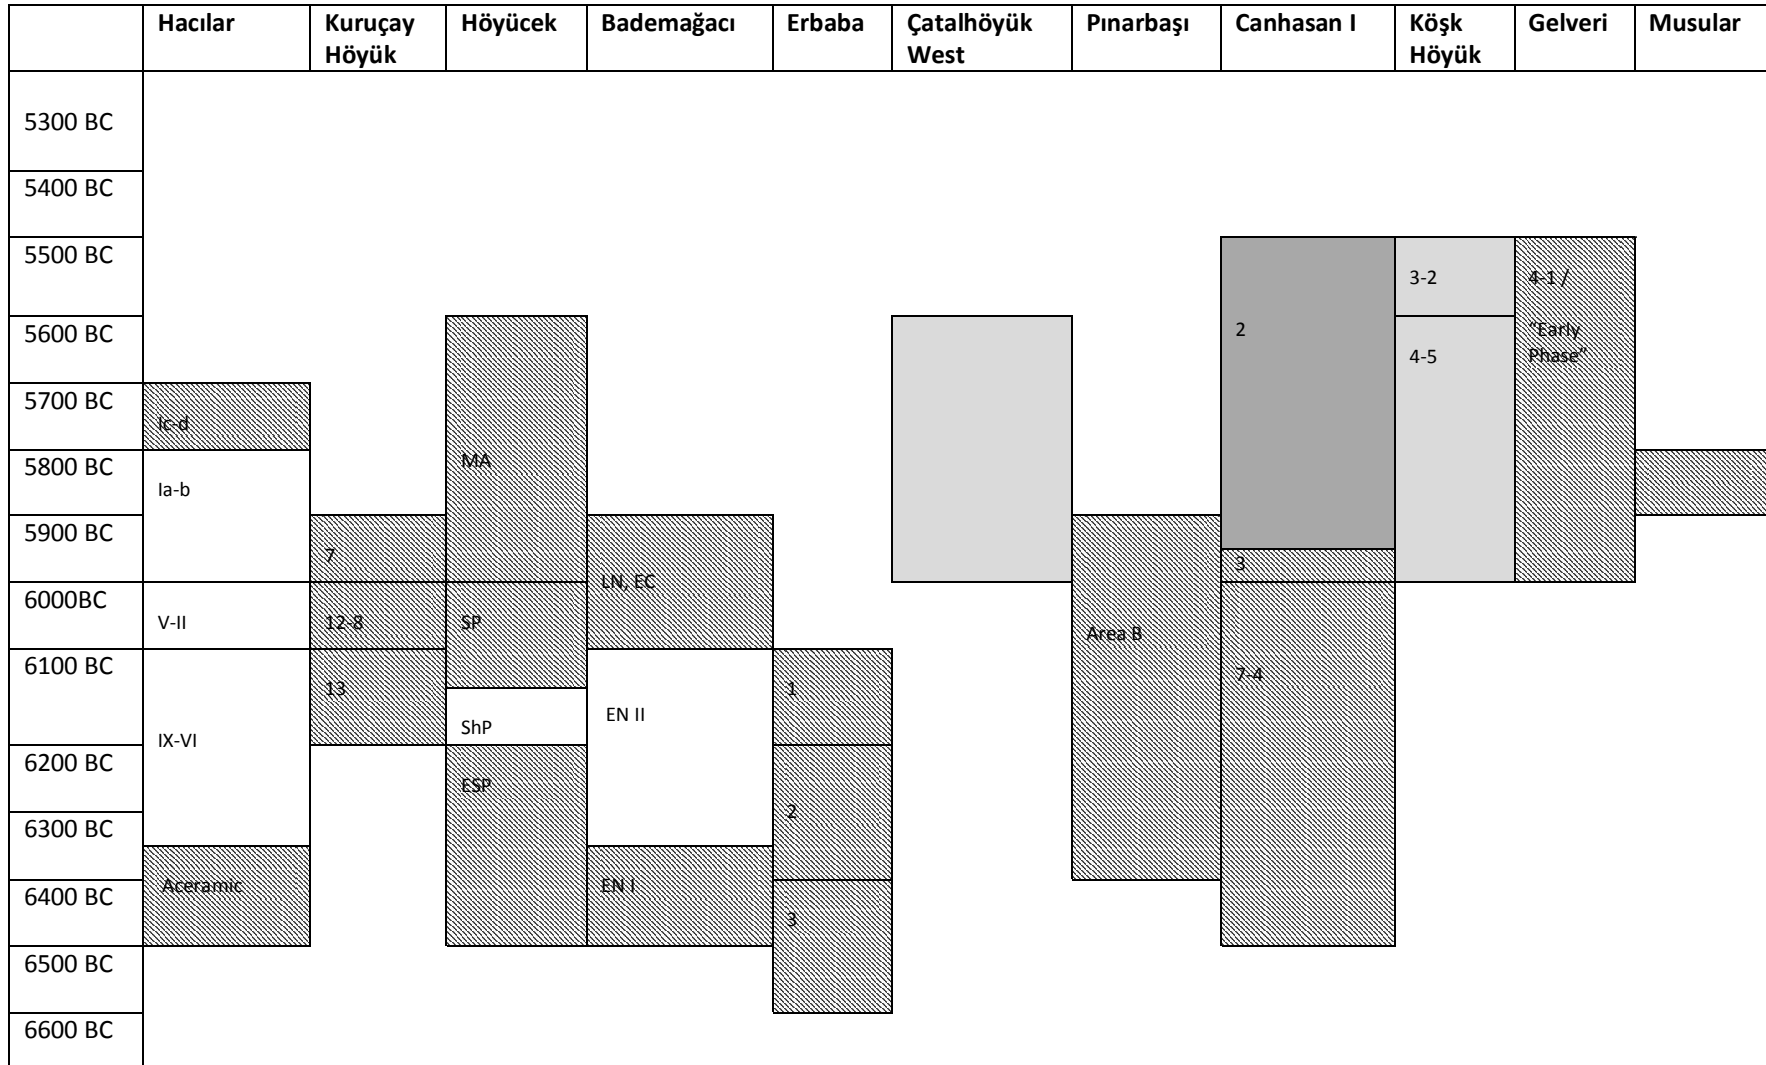 Hacılar
Kuruçay
Höyük
Höyücek
Bademağacı
Erbaba
Çatalhöyük
West
Pınarbaşı
Canhasan I
Köşk
Höyük
Gelveri
Musular
5300 BC
5400 BC
5500 BC
3-2
4-1 /
5600 BC
2
"Early
Phase"
4-5
5700 BC
Ic-d
5800 BC
MA
Ia-b
5900 BC
7
LN, EC
3
6000BC
V-II
12-8
SP
Area B
6100 BC
13
1
7-4
EN II
ShP
IX-VI
6200 BC
ESP
2
6300 BC
6400 BC
Aceramic
EN I
3
6500 BC
6600 BC